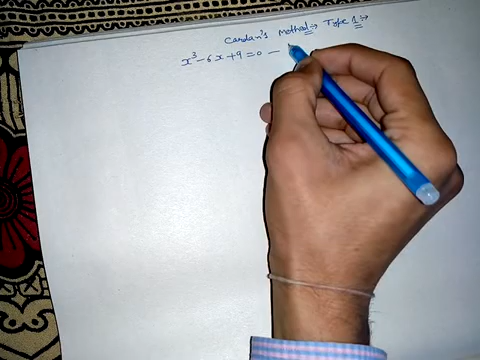 Cardan's Method :→ Type 1 :→
x³ - 6x + 9 = 0 —